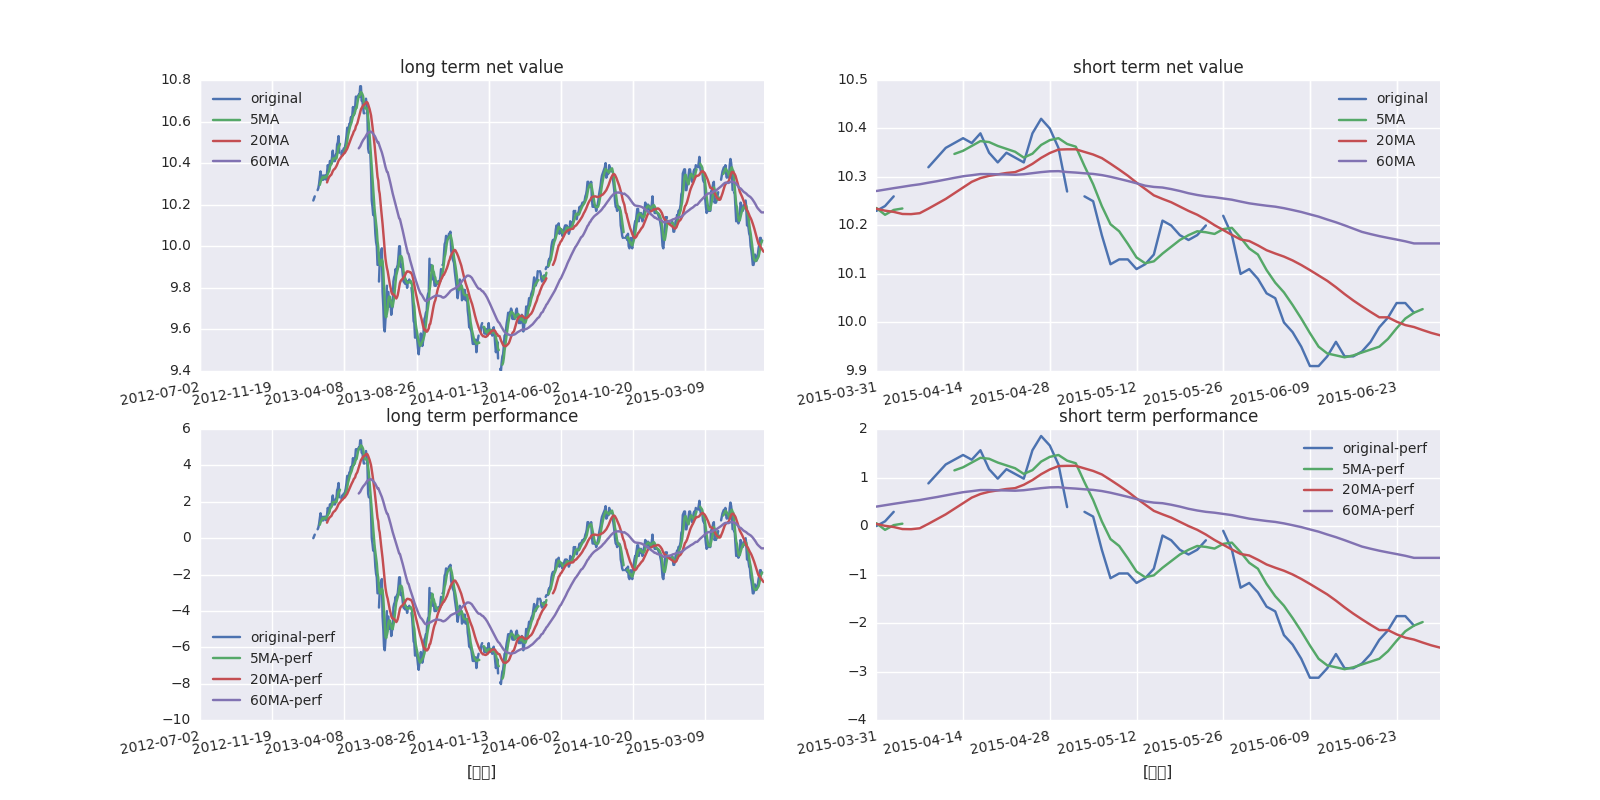 long term net value
10.8
10.6
10.4
10.2
10.0
9.8
9.6
9.4
original
5MA
20MA
60MA
2012-07-02 2012-11-19 2013-04-08 2013-08-26 2014-01-13 2014-06-02 2014-10-20 2015-03-09
short term net value
10.5
10.4
10.3
10.2
10.1
10.0
9.9
original
5MA
20MA
60MA
2015-03-31 2015-04-14 2015-04-28 2015-05-12 2015-05-26 2015-06-09 2015-06-23
long term performance
6
4
2
0
−2
−4
−6
−8
−10
original-perf
5MA-perf
20MA-perf
60MA-perf
2012-07-02 2012-11-19 2013-04-08 2013-08-26 2014-01-13 2014-06-02 2014-10-20 2015-03-09
short term performance
2
1
0
−1
−2
−3
−4
original-perf
5MA-perf
20MA-perf
60MA-perf
2015-03-31 2015-04-14 2015-04-28 2015-05-12 2015-05-26 2015-06-09 2015-06-23